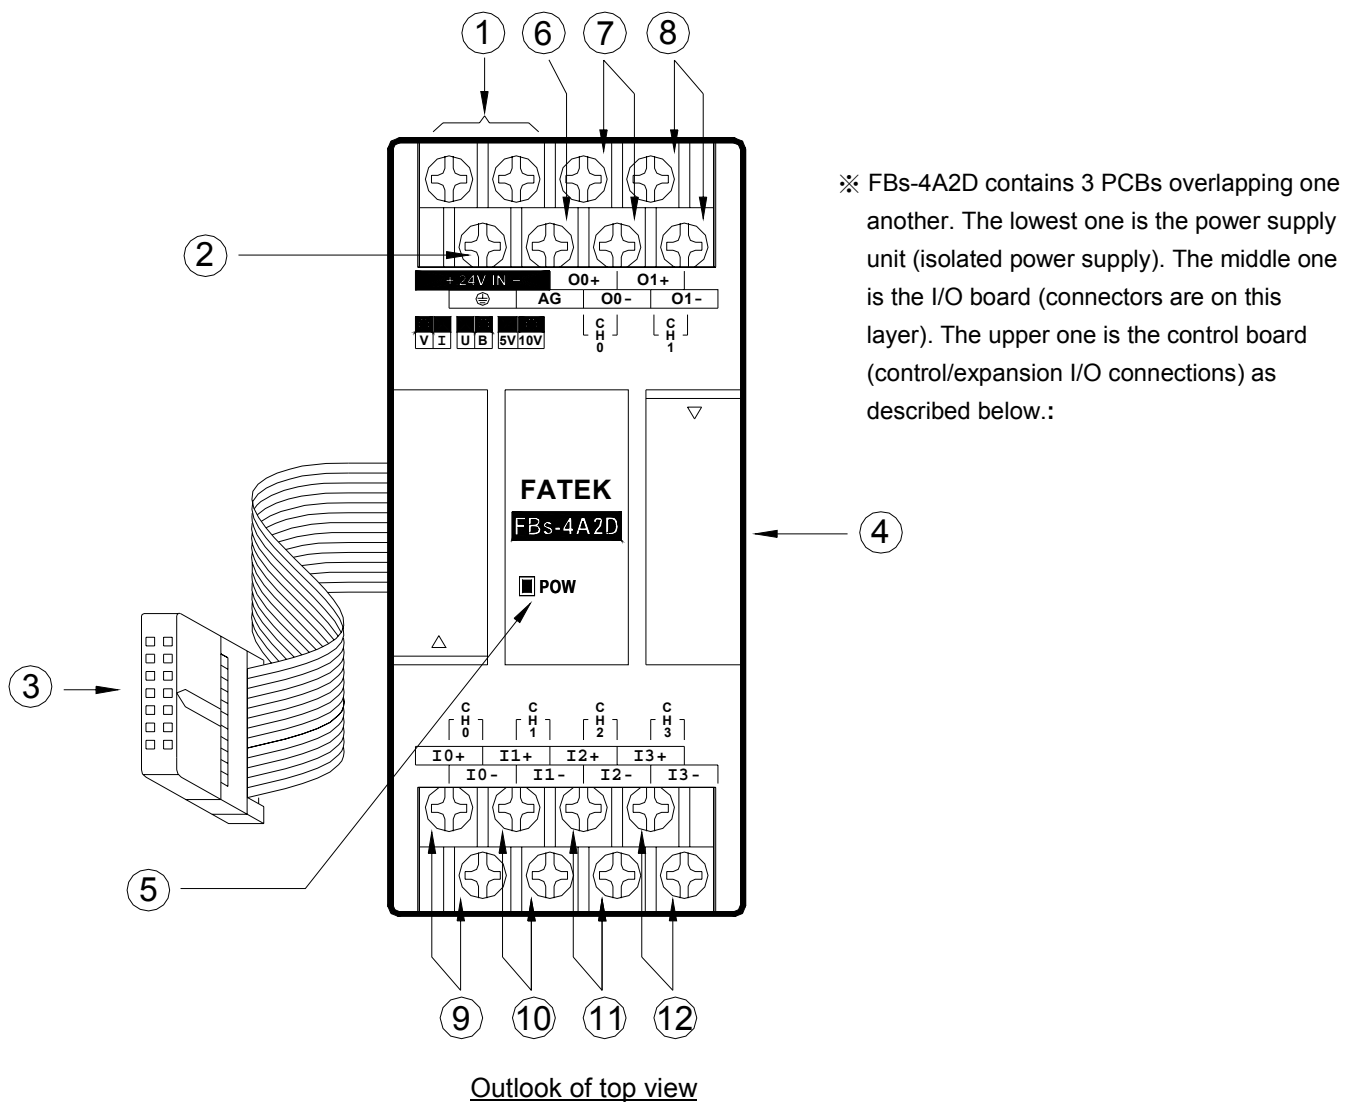 1 6 7 8
※ FBs-4A2D contains 3 PCBs overlapping one
another. The lowest one is the power supply
unit (isolated power supply). The middle one
is the I/O board (connectors are on this
layer). The upper one is the control board
(control/expansion I/O connections) as
described below.:
2
+ 24V IN - O0+ O1+
AG O0- O1-
V I U B 5V 10V CH0 CH1
FATEK
FBs-4A2D
4
POW
3
CH0 CH1 CH2 CH3
I0+ I1+ I2+ I3+
I0- I1- I2- I3-
5
9 10 11 12
Outlook of top view